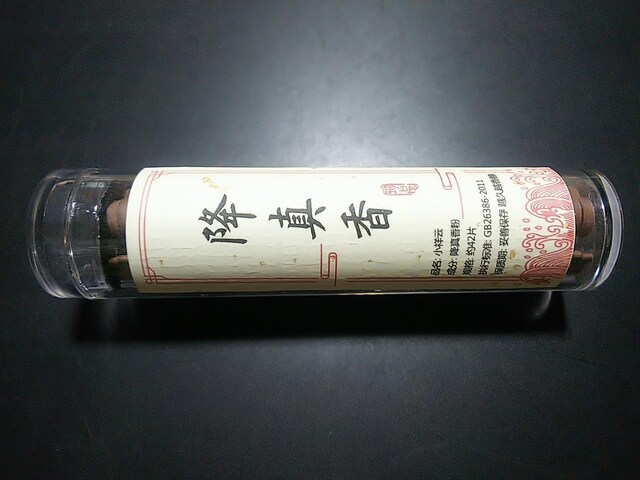 降真香
品名: 小祥云
成分: 降真香粉
规格: 约42片
执行标准: GB26386-2011
保质期: 妥善保存 越久越香醇